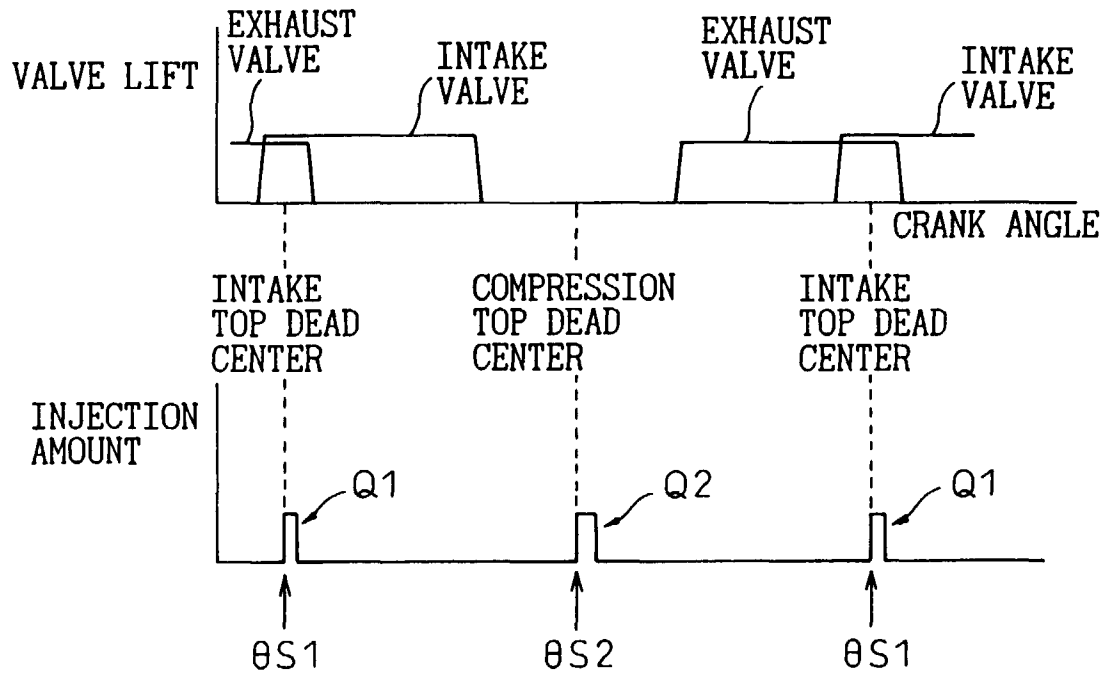 EXHAUST
VALVE
INTAKE
VALVE
EXHAUST
VALVE
INTAKE
VALVE
VALVE LIFT
CRANK ANGLE
INTAKE
TOP DEAD
CENTER
COMPRESSION
TOP DEAD
CENTER
INTAKE
TOP DEAD
CENTER
INJECTION
AMOUNT
Q1
Q2
Q1
θS1
θS2
θS1